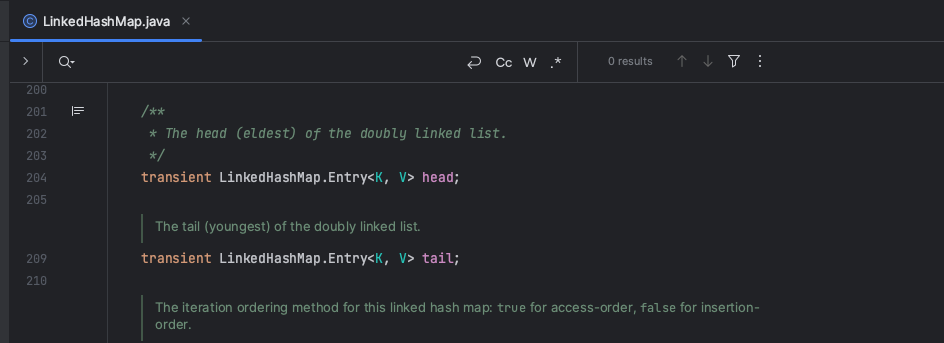 LinkedHashMap.java
Cc W .* 0 results
200
201 /**
202 * The head (eldest) of the doubly linked list.
203 */
204 transient LinkedHashMap.Entry<K, V> head;
205
The tail (youngest) of the doubly linked list.
209 transient LinkedHashMap.Entry<K, V> tail;
210
The iteration ordering method for this linked hash map: true for access-order, false for insertion-
order.